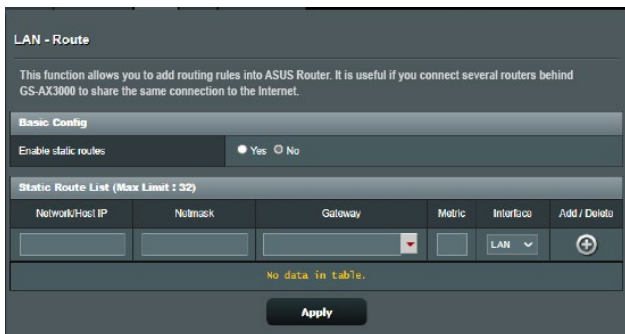 LAN - Route
This function allows you to add routing rules into ASUS Router. It is useful if you connect several routers behind
GS-AX3000 to share the same connection to the Internet.
Basic Config
Enable static routes Yes No
Static Route List (Max Limit : 32)
Network/Host IP Netmask Gateway Metric Interface Add / Delete
LAN
No data in table.
Apply